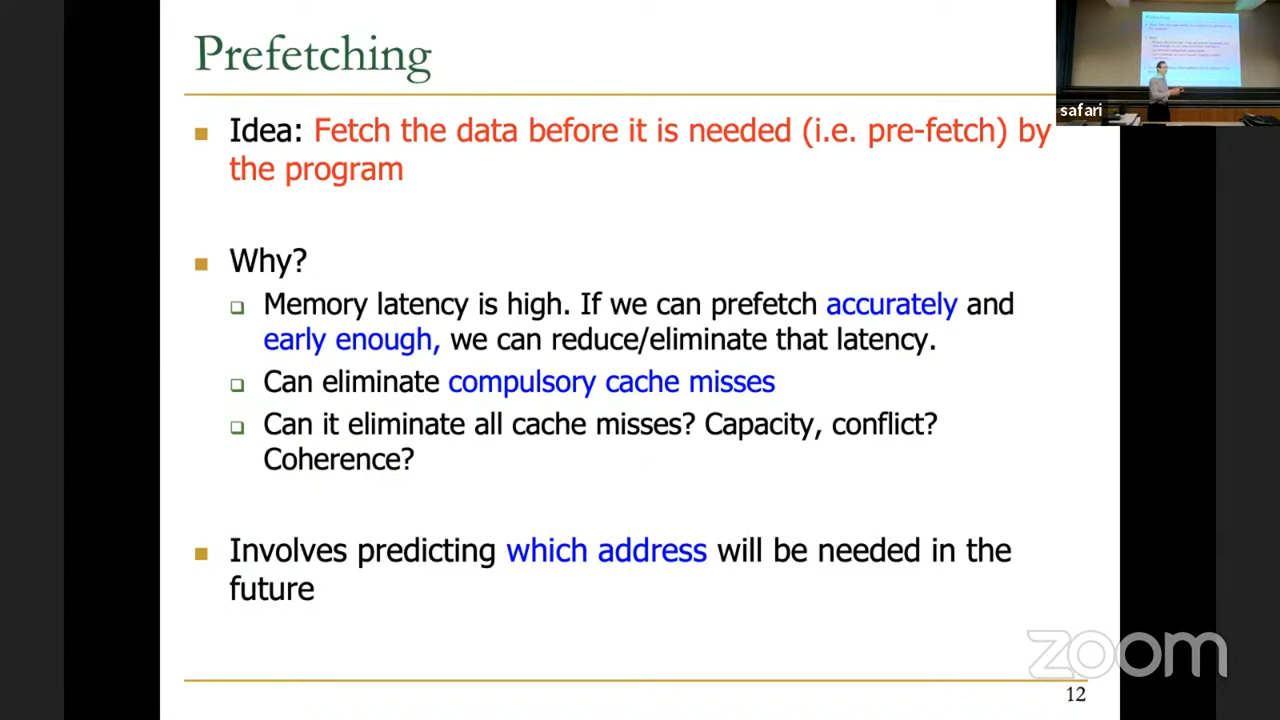 Prefetching
Idea: Fetch the data before it is needed (i.e. pre-fetch) by
the program
Why?
Memory latency is high. If we can prefetch accurately and
early enough, we can reduce/eliminate that latency.
Can eliminate compulsory cache misses
Can it eliminate all cache misses? Capacity, conflict?
Coherence?
Involves predicting which address will be needed in the
future
12
safari
zoom